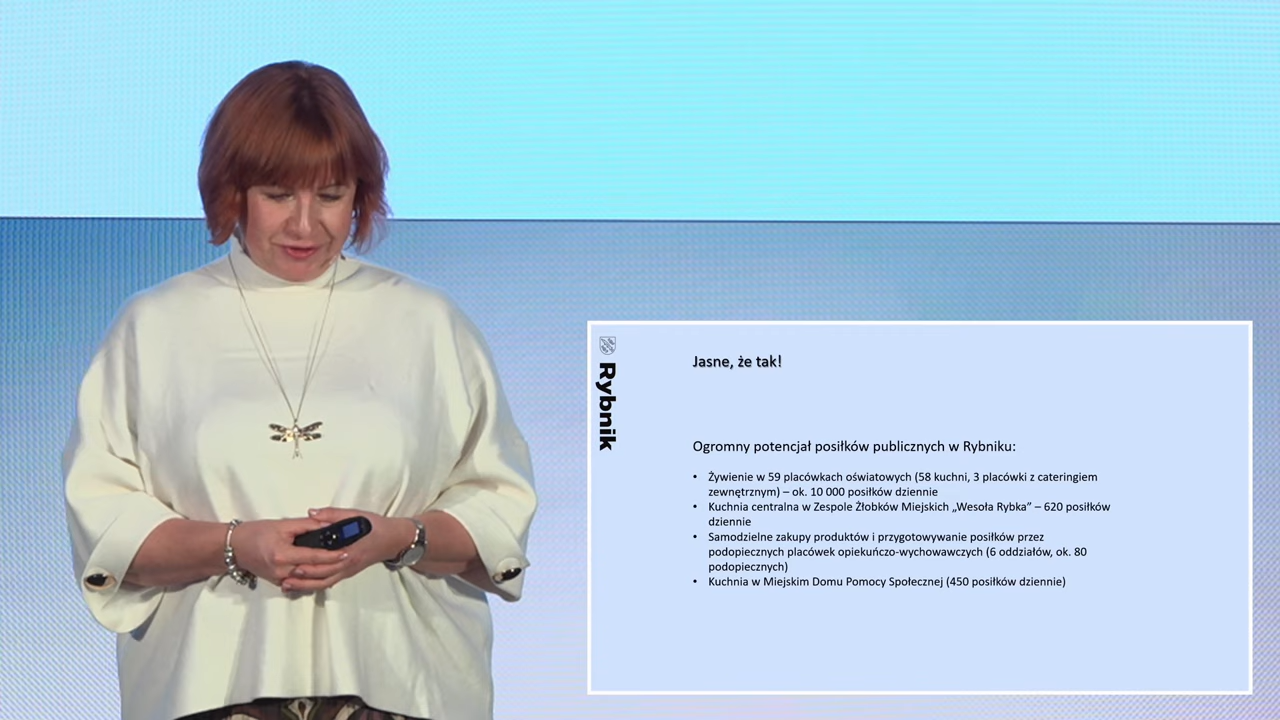 Rybnik
Jasne, że tak!
Ogromny potencjał posiłków publicznych w Rybniku:
• Żywienie w 59 placówkach oświatowych (58 kuchni, 3 placówki z cateringiem
zewnętrznym) – ok. 10 000 posiłków dziennie
• Kuchnia centralna w Zespole Żłobków Miejskich „Wesoła Rybka” – 620 posiłków
dziennie
• Samodzielne zakupy produktów i przygotowywanie posiłków przez
podopiecznych placówek opiekuńczo-wychowawczych (6 oddziałów, ok. 80
podopiecznych)
• Kuchnia w Miejskim Domu Pomocy Społecznej (450 posiłków dziennie)